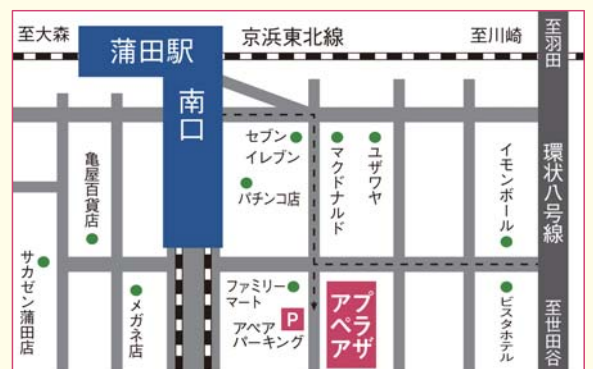 至大森
蒲田駅
京浜東北線
至川崎
至羽田
南口
セブン
イレブン
パチンコ店
マクドナルド
ユザワヤ
イモンボール
環状八号線
亀屋百貨店
サカゼン蒲田店
メガネ店
ファミリー
マート
P
アペア
パーキング
プラザ
アペア
ビスタホテル
至世田谷